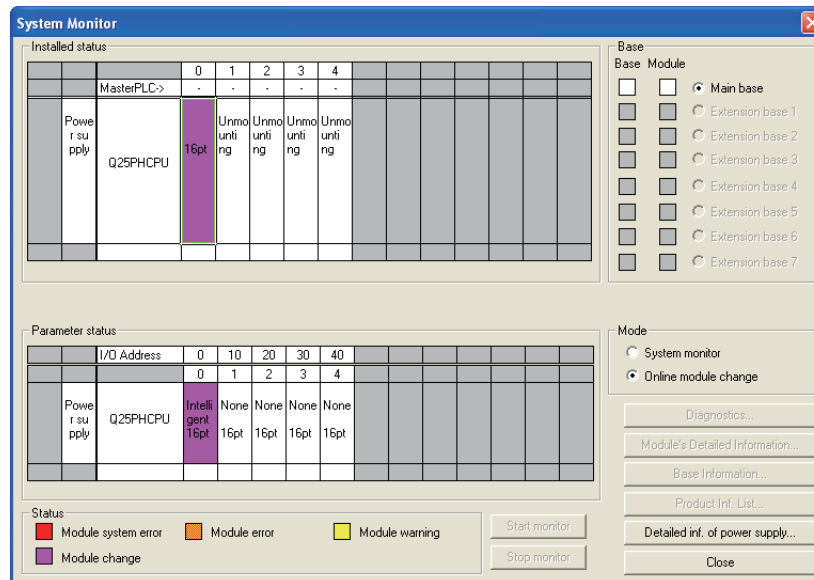 System Monitor
Installed status
0 1 2 3 4
MasterPLC-> - - - - -
Powe
r su
pply
Q25PHCPU
16pt
Unmo
unti
ng
Unmo
unti
ng
Unmo
unti
ng
Unmo
unti
ng
Base
Base Module
Main base
Extension base 1
Extension base 2
Extension base 3
Extension base 4
Extension base 5
Extension base 6
Extension base 7
Parameter status
I/O Address 0 10 20 30 40
0 1 2 3 4
Powe
r su
pply
Q25PHCPU
Intelli
gent
16pt
None
16pt
None
16pt
None
16pt
None
16pt
Mode
System monitor
Online module change
Diagnostics...
Module's Detailed Information...
Base Information...
Product Inf. List...
Detailed inf. of power supply...
Close
Status
Module system error
Module error
Module warning
Module change
Start monitor
Stop monitor